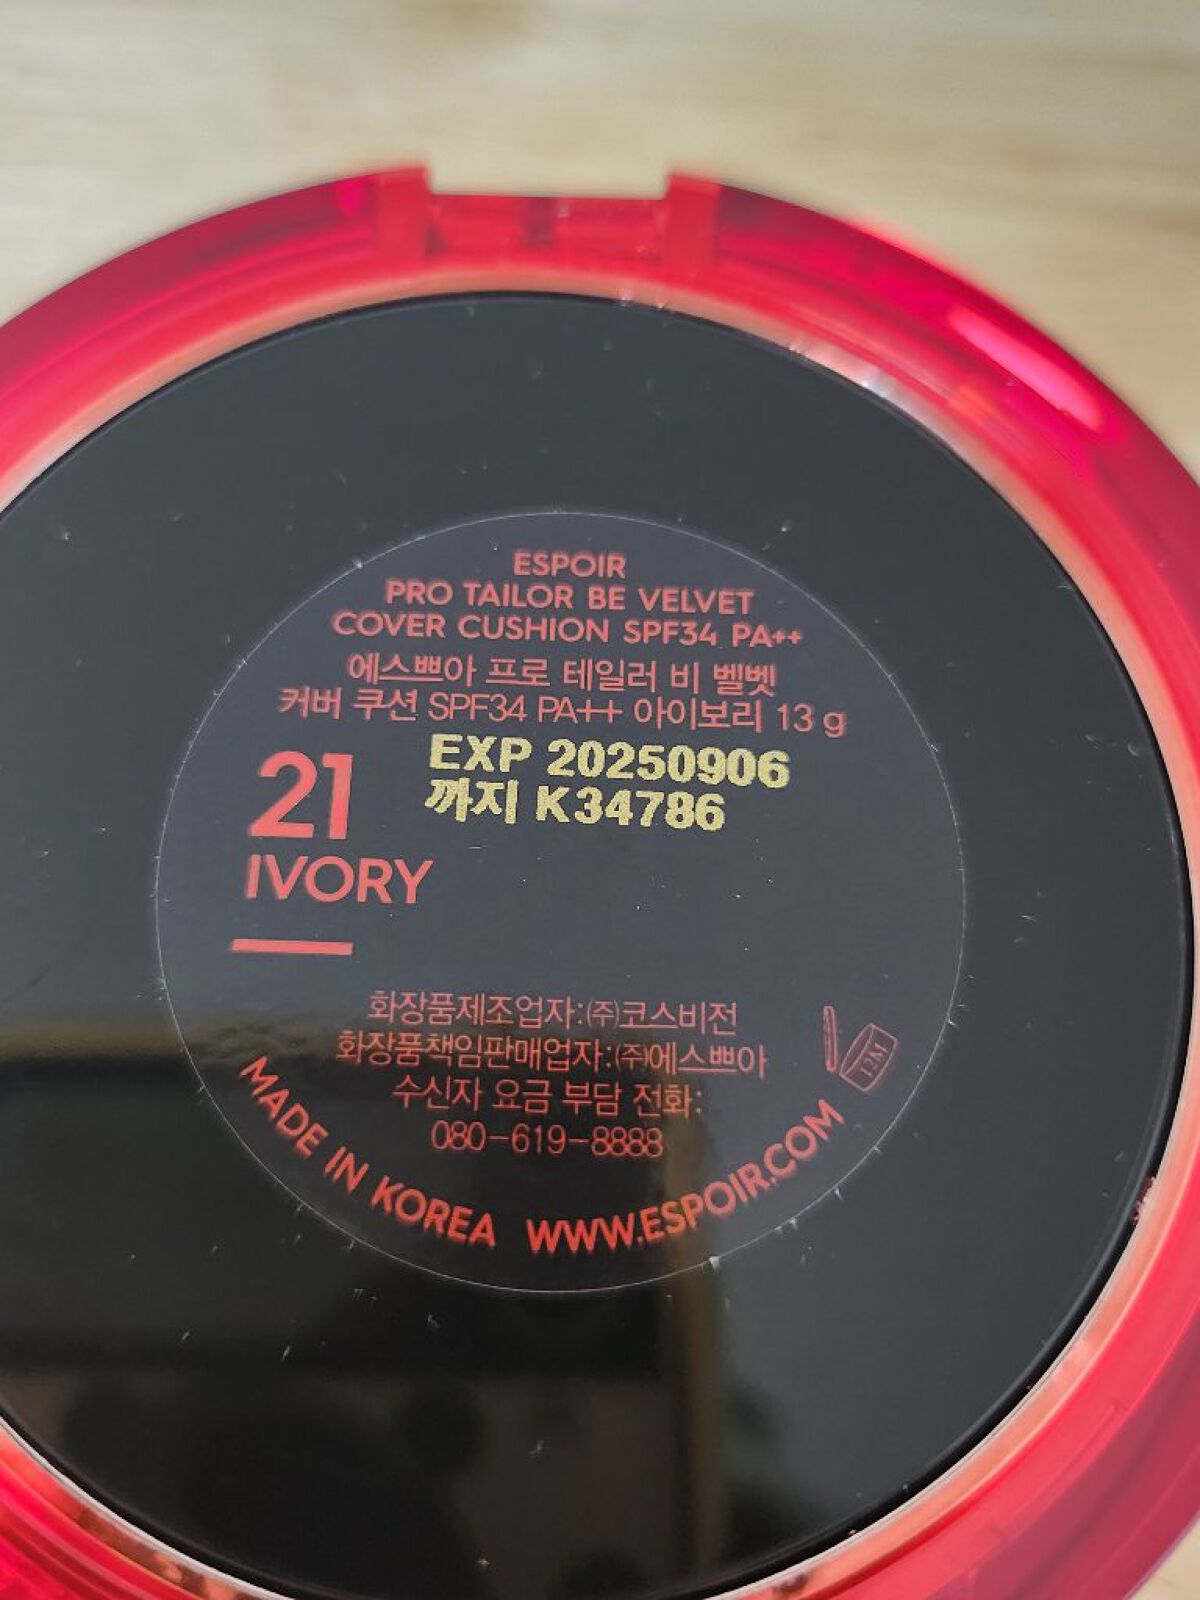 ESPOIR
PRO TAILOR BE VELVET
COVER CUSHION SPF34 PA++
에스쁘아 프로 테일러 비 벨벳
커버 쿠션 SPF34 PA++ 아이보리 13 g
EXP 20250906
까지 K34786
21
IVORY
화장품제조업자:㈜코스비전
화장품책임판매업자:㈜에스쁘아
수신자 요금 부담 전화:
080-619-8888
12M
MADE IN KOREA WWW.ESPOIR.COM